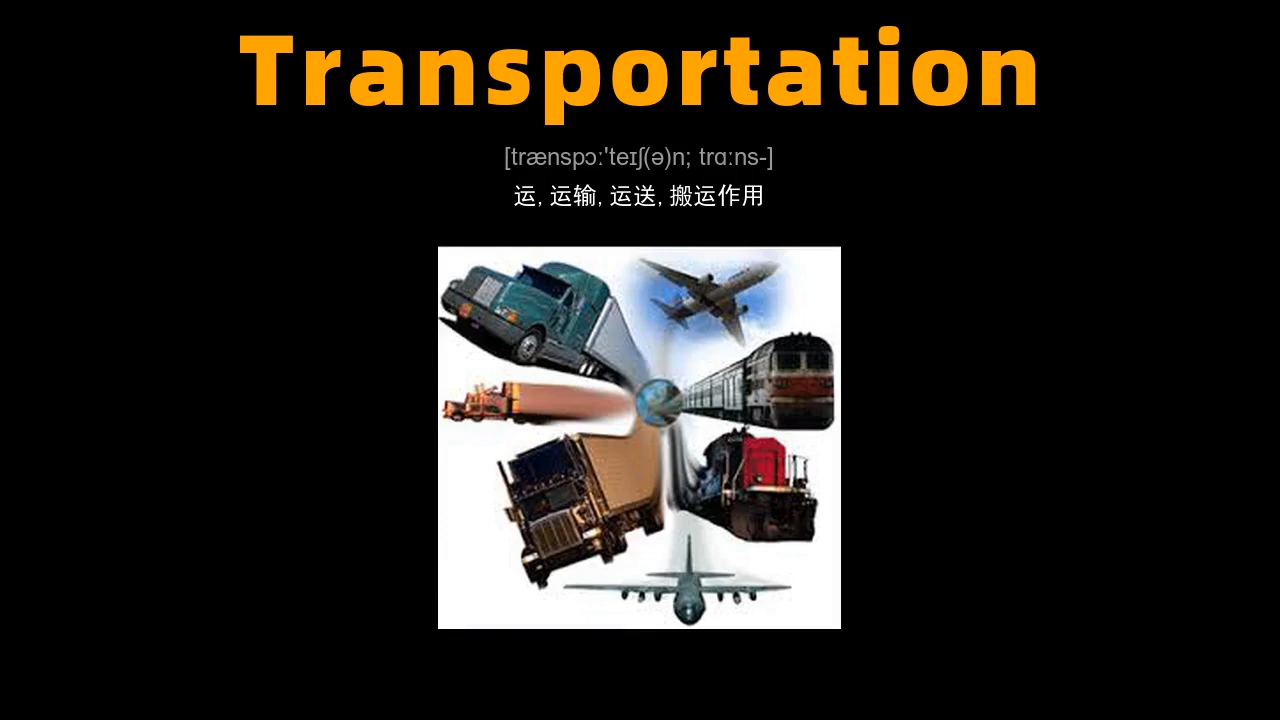 Transportation
[trænspɔː'teɪʃ(ə)n; trɑːns-]
运, 运输, 运送, 搬运作用